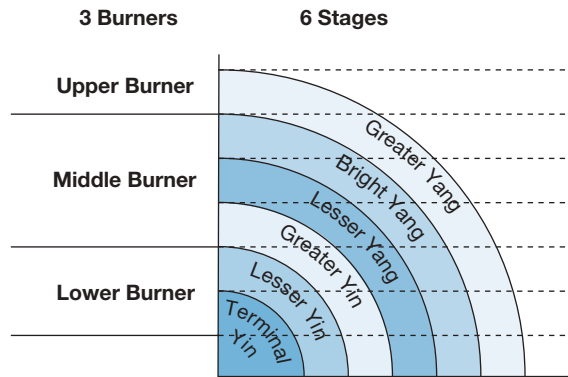 3 Burners
6 Stages
Upper Burner
Middle Burner
Lower Burner
Greater Yang
Bright Yang
Lesser Yang
Greater Yin
Lesser Yin
Terminal
Yin